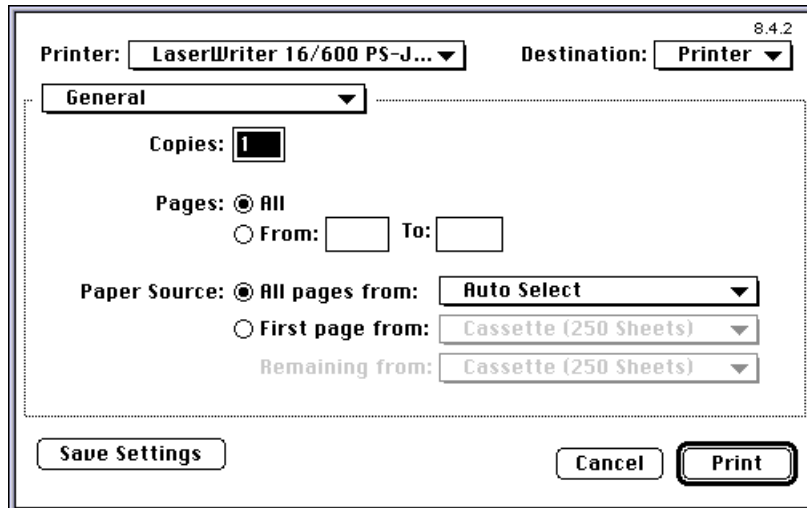 8.4.2
Printer: LaserWriter 16/600 PS-J... Destination: Printer
General
Copies: 1
Pages: All
From: To:
Paper Source: All pages from: Auto Select
First page from: Cassette (250 Sheets)
Remaining from: Cassette (250 Sheets)
Save Settings Cancel Print